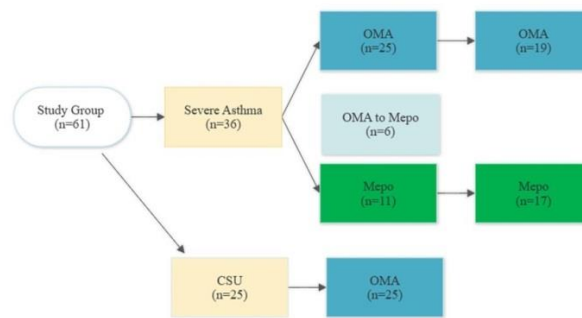 OMA
(n=25)
OMA
(n=19)
Study Group
(n=61)
Severe Asthma
(n=36)
OMA to Mepo
(n=6)
Mepo
(n=11)
Mepo
(n=17)
CSU
(n=25)
OMA
(n=25)